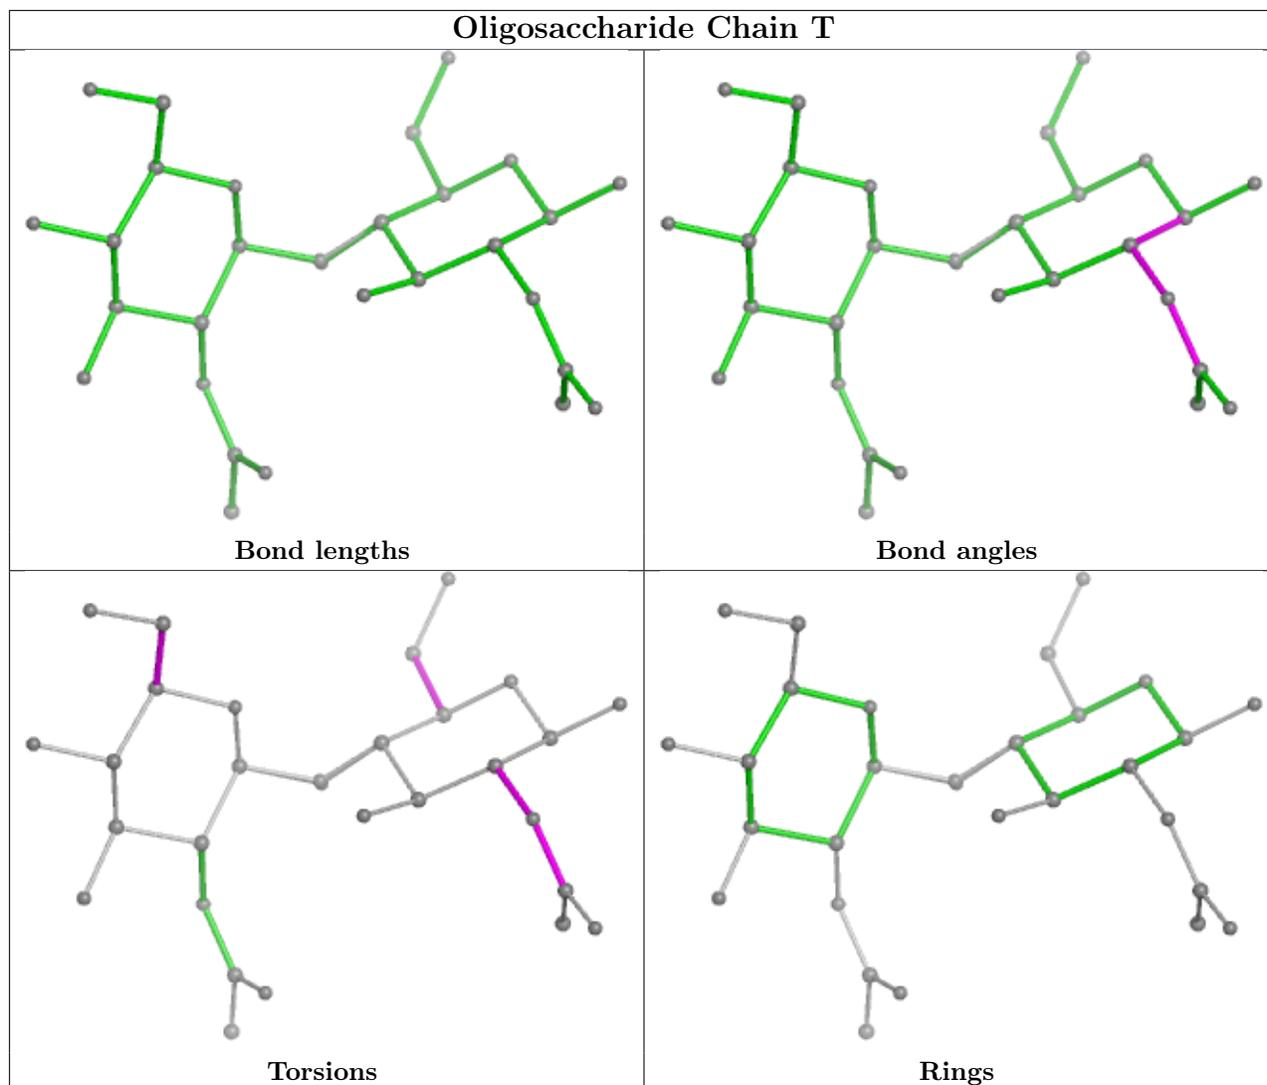 Oligosaccharide Chain T
Bond lengths
Bond angles
Torsions
Rings